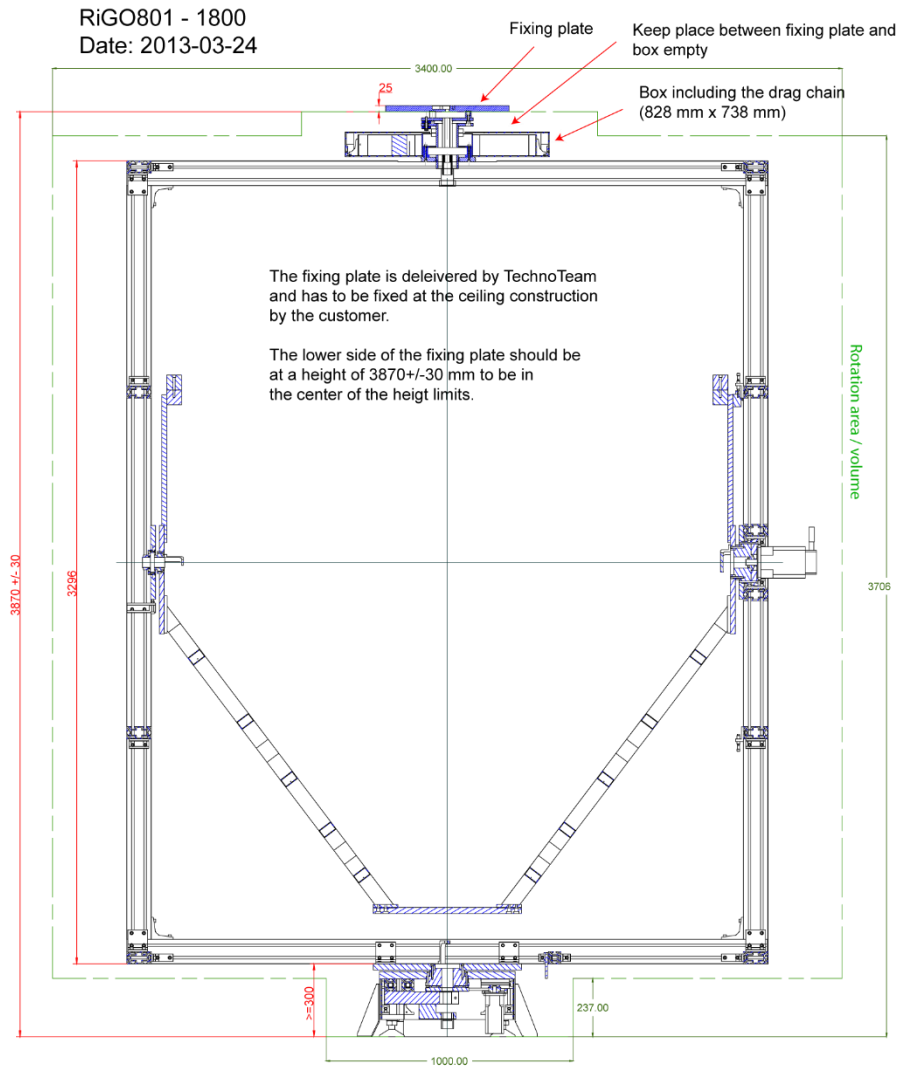 RiGO801 - 1800
Date: 2013-03-24
Fixing plate
Keep place between fixing plate and
box empty
3400.00
25
Box including the drag chain
(828 mm x 738 mm)
The fixing plate is deleivered by TechnoTeam
and has to be fixed at the ceiling construction
by the customer.
The lower side of the fixing plate should be
at a height of 3870+/-30 mm to be in
the center of the heigt limits.
Rotation area / volume
3870 +/- 30
3296
3706
>=300
237.00
1000.00